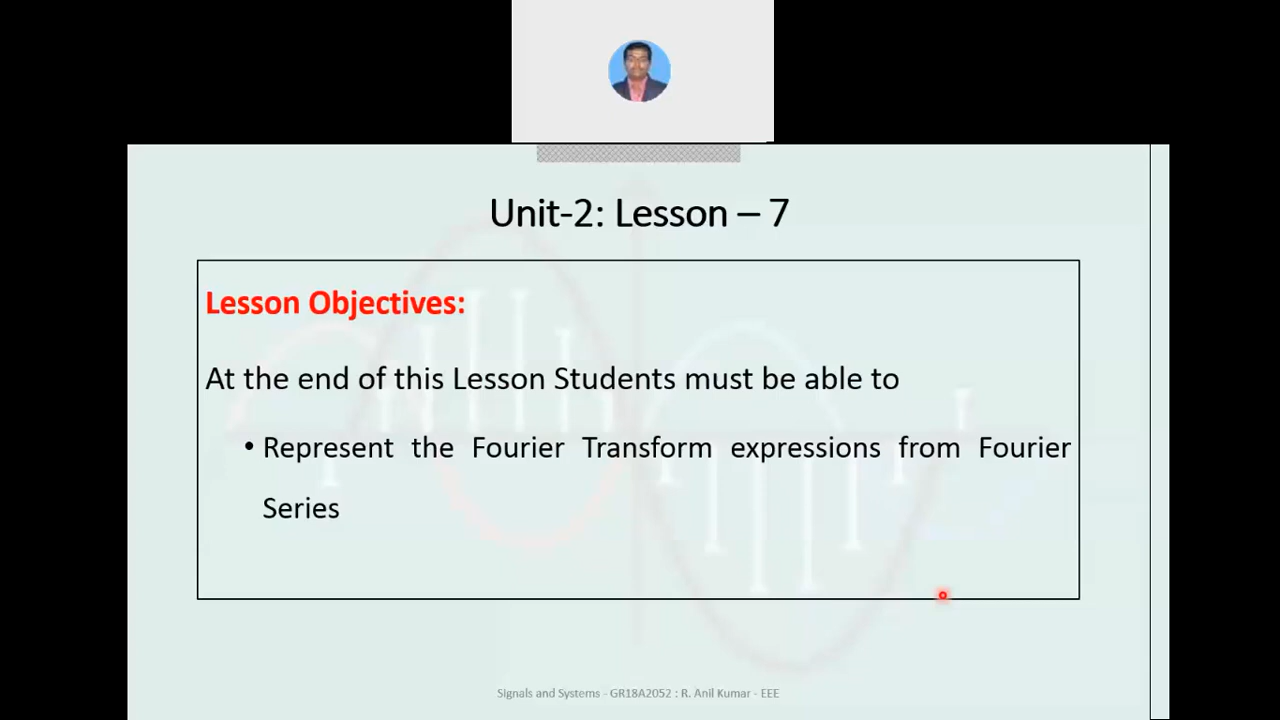 Unit-2: Lesson – 7
Lesson Objectives:
At the end of this Lesson Students must be able to
• Represent the Fourier Transform expressions from Fourier
Series
Signals and Systems - GR18A2052 : R. Anil Kumar - EEE